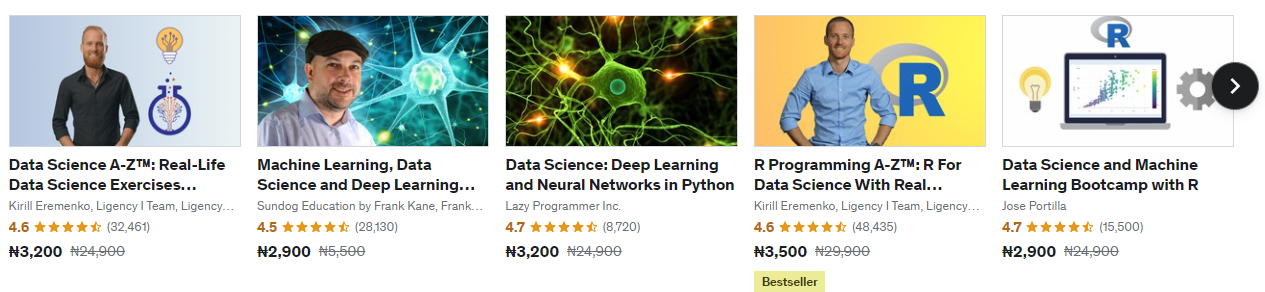 R
R
Data Science A-Z™: Real-Life
Data Science Exercises…
Kirill Eremenko, Ligency I Team, Ligency…
4.6 (32,461)
₦3,200 ₦24,900
Machine Learning, Data
Science and Deep Learning…
Sundog Education by Frank Kane, Frank…
4.5 (28,130)
₦2,900 ₦5,500
Data Science: Deep Learning
and Neural Networks in Python
Lazy Programmer Inc.
4.7 (8,720)
₦3,200 ₦24,900
R Programming A-Z™: R For
Data Science With Real…
Kirill Eremenko, Ligency I Team, Ligency…
4.6 (48,435)
₦3,500 ₦29,900
Bestseller
Data Science and Machine
Learning Bootcamp with R
Jose Portilla
4.7 (15,500)
₦2,900 ₦24,900